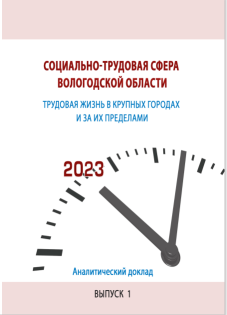 СОЦИАЛЬНО-ТРУДОВАЯ СФЕРА
ВОЛОГОДСКОЙ ОБЛАСТИ
ТРУДОВАЯ ЖИЗНЬ В КРУПНЫХ ГОРОДАХ
И ЗА ИХ ПРЕДЕЛАМИ
2023
Аналитический доклад
ВЫПУСК 1